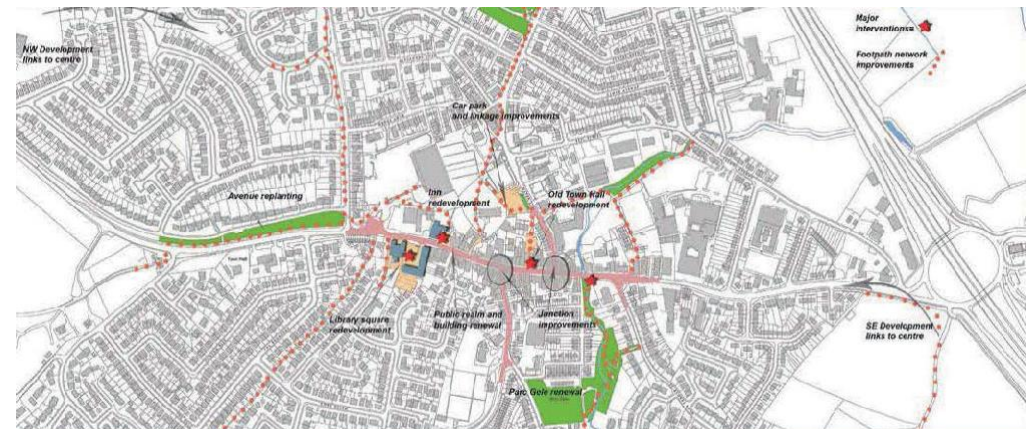 Major
interventions
Footpath network
improvements
NW Development
links to centre
Car park
and linkage improvements
Avenue replanting
Inn
redevelopment
Old Town Hall
redevelopment
Library square
redevelopment
Public realm and
building renewal
Junction
improvements
SE Development
links to centre
Parc Gele renewal